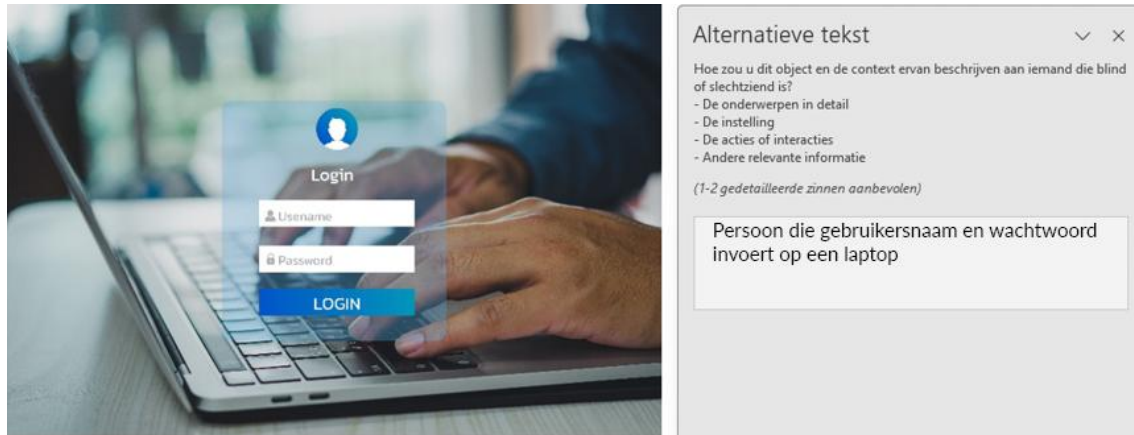 Login
Username
Password
LOGIN
Alternatieve tekst
Hoe zou u dit object en de context ervan beschrijven aan iemand die blind
of slechtziend is?
- De onderwerpen in detail
- De instelling
- De acties of interacties
- Andere relevante informatie
(1-2 gedetailleerde zinnen aanbevolen)
Persoon die gebruikersnaam en wachtwoord
invoert op een laptop